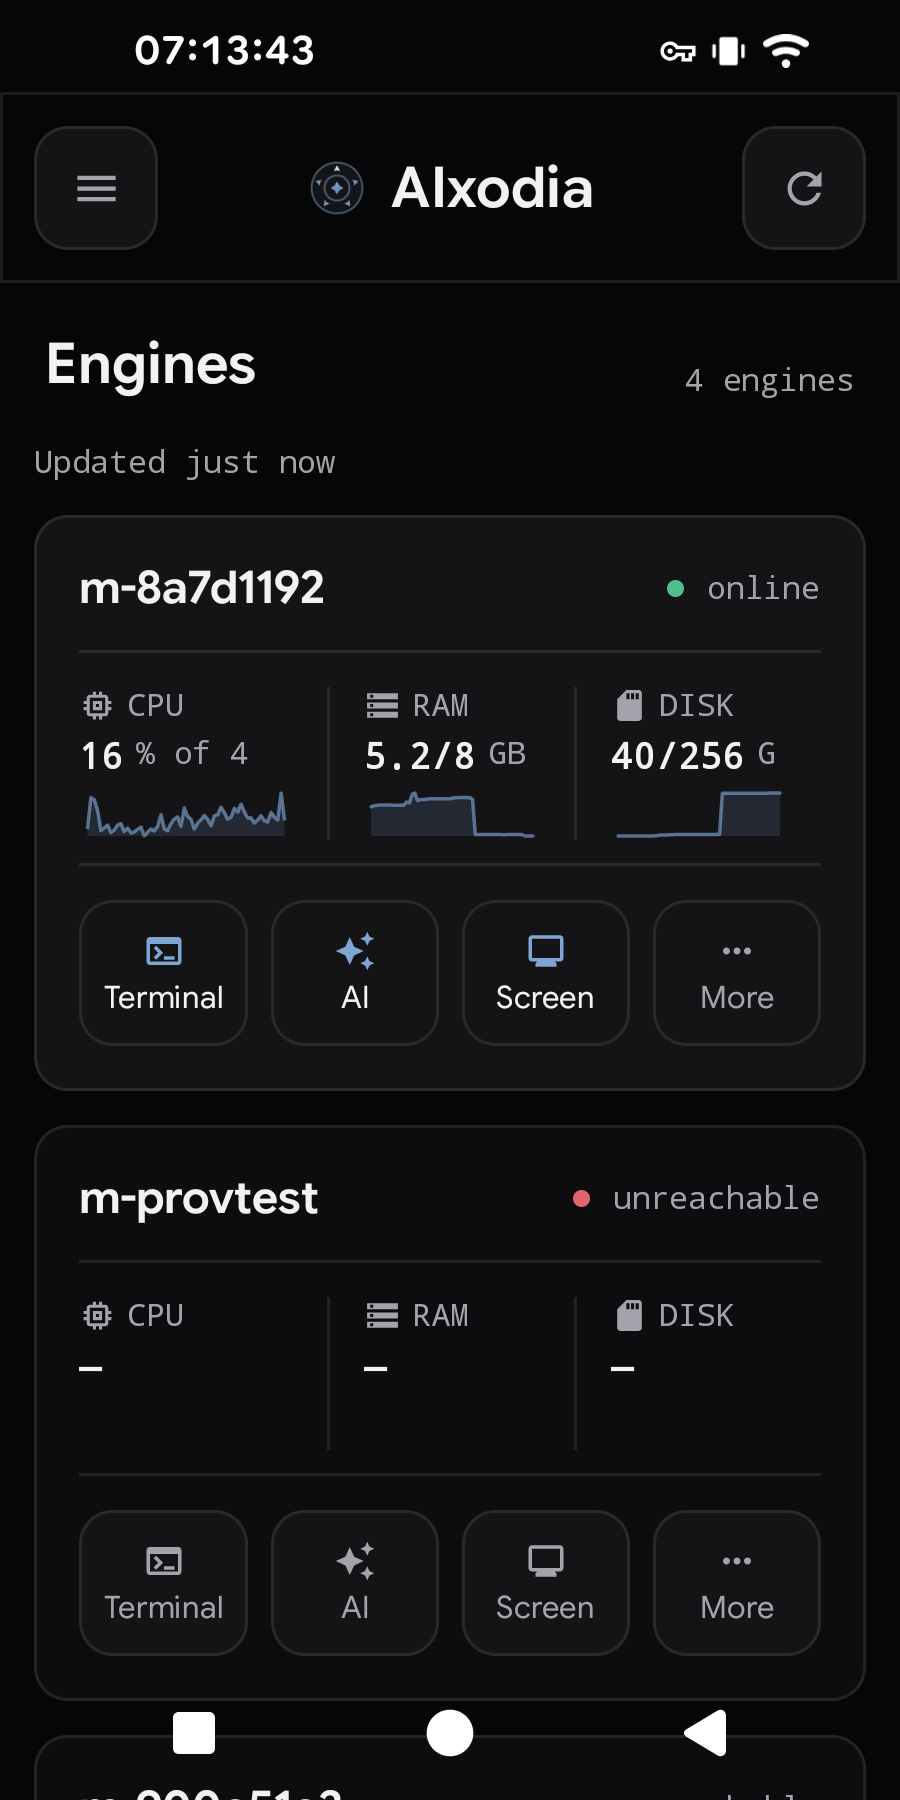 07:13:43
Alxodia
Engines
4 engines
Updated just now
m-8a7d1192
online
CPU
RAM
DISK
16 % of 4
5.2/8 GB
40/256 G
Terminal
AI
Screen
More
m-provtest
unreachable
CPU
RAM
DISK
—
—
—
Terminal
AI
Screen
More